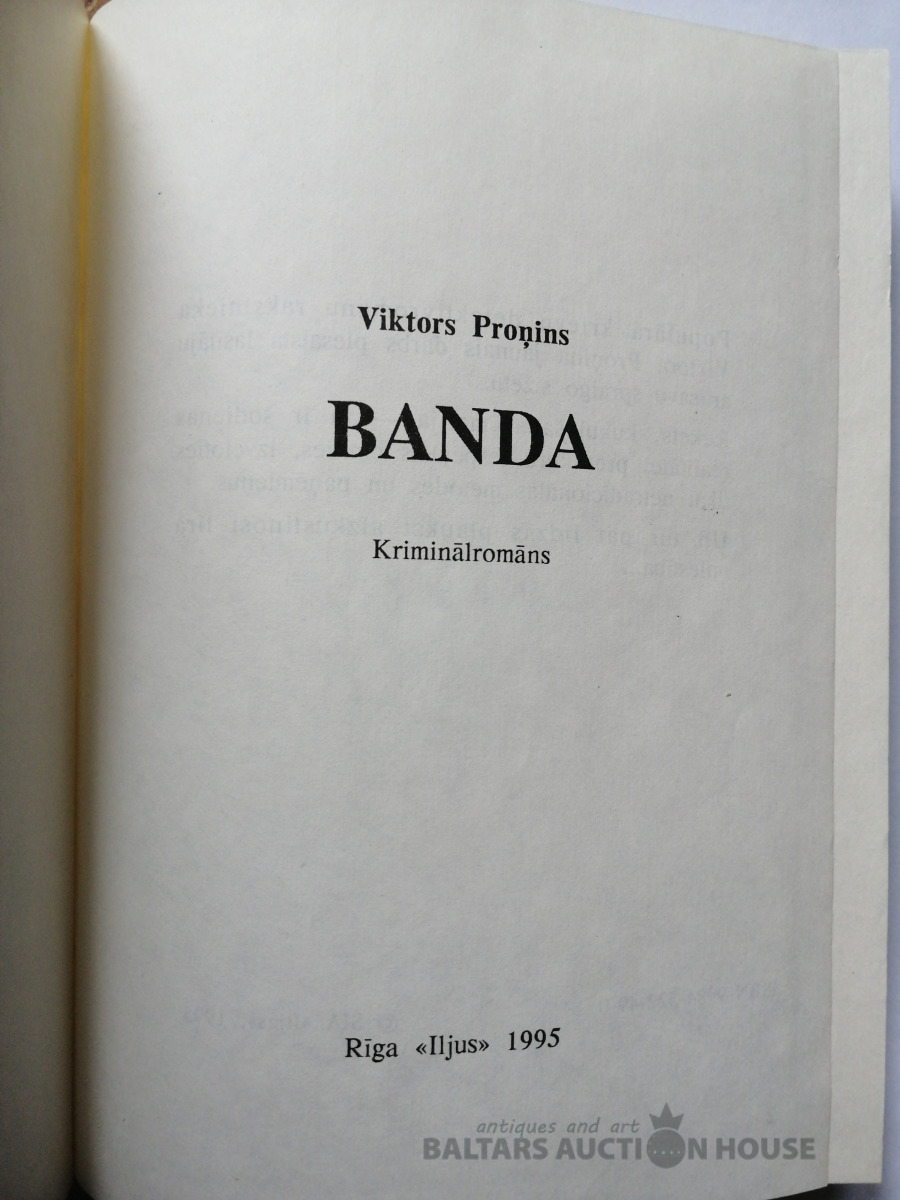 Viktors Proņins
BANDA
Kriminālromāns
Rīga «Iljus» 1995
antiques and art
BALTARS AUCTION HOUSE